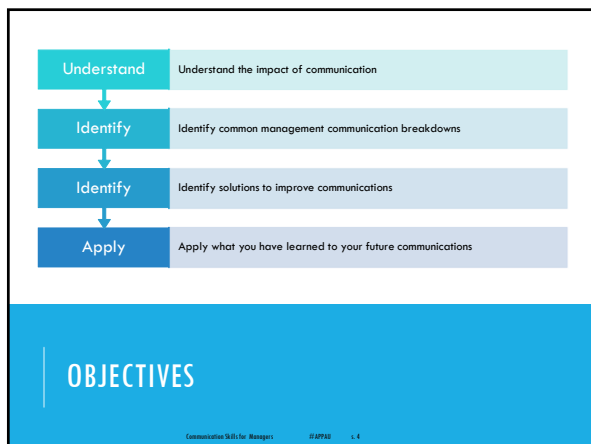 Understand Understand the impact of communication
Identify Identify common management communication breakdowns
Identify Identify solutions to improve communications
Apply Apply what you have learned to your future communications
OBJECTIVES
Communication Skills for Managers #APPAD s. 4